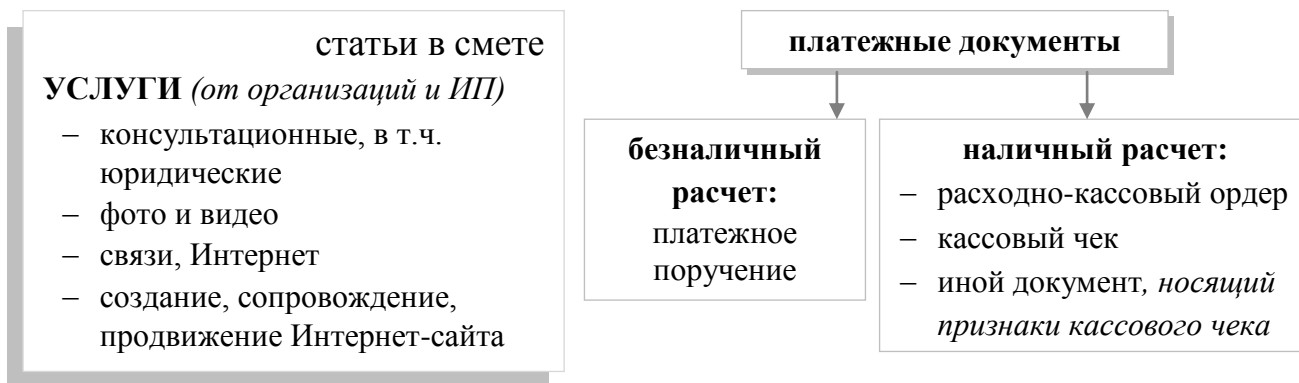 статьи в смете
УСЛУГИ (от организаций и ИП)
– консультационные, в т.ч.
юридические
– фото и видео
– связи, Интернет
– создание, сопровождение,
продвижение Интернет-сайта
платежные документы
безналичный
расчет:
платежное
поручение
наличный расчет:
– расходно-кассовый ордер
– кассовый чек
– иной документ, носящий
признаки кассового чека